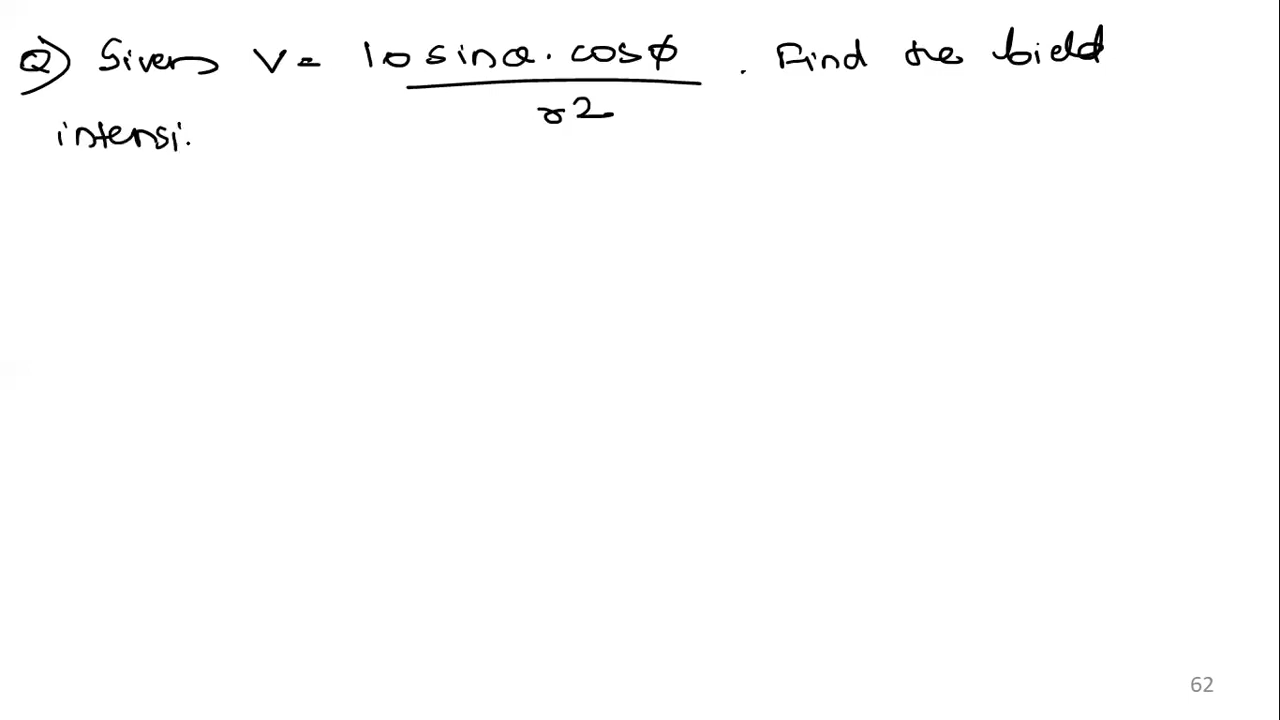 Q) Given V = 10 sinθ. cosφ / r2 . Find the field
intensi.
62